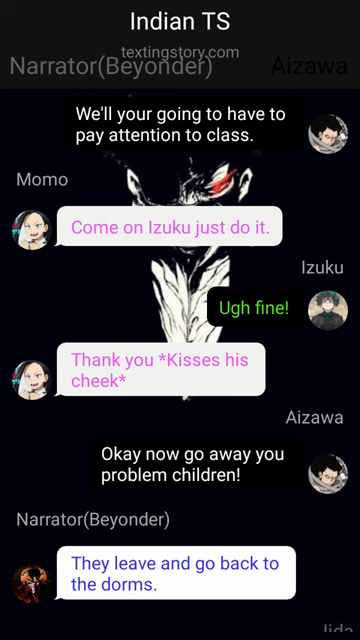 Indian TS
textingstory.com
Narrator(Beyonder)
Aizawa
We'll your going to have to
pay attention to class.
Momo
Come on Izuku just do it.
Izuku
Ugh fine!
Thank you *Kisses his
cheek*
Aizawa
Okay now go away you
problem children!
Narrator(Beyonder)
They leave and go back to
the dorms.
Iida